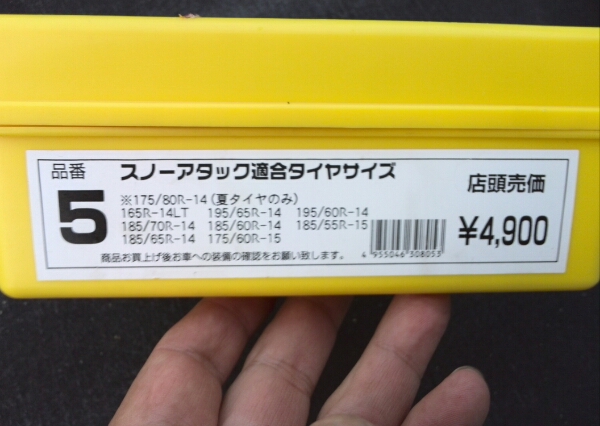 品番
5
スノーアタック適合タイヤサイズ
※175/80R-14(夏タイヤのみ)
165R-14LT 195/65R-14 195/60R-14
185/70R-14 185/60R-14 185/55R-15
185/65R-14 175/60R-15
商品お買上げ後お車への装備の確認をお願い致します。
4 955046 308053
店頭売価
¥4,900